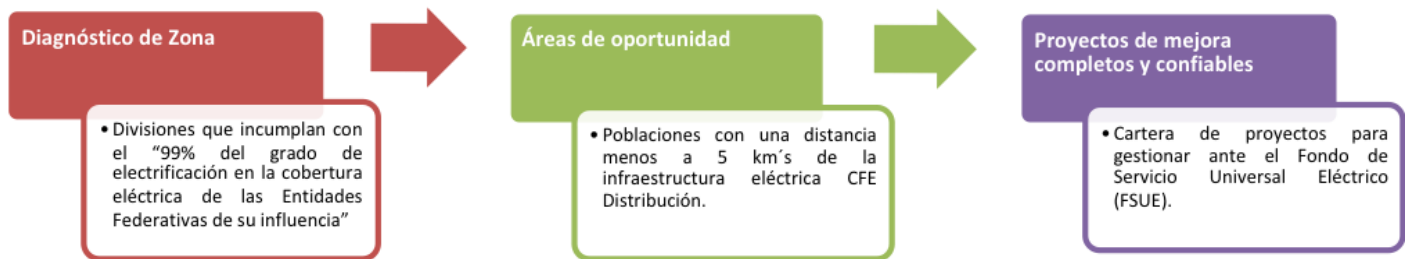 Diagnóstico de Zona
• Divisiones que incumplan con
el “99% del grado de
electrificación en la cobertura
eléctrica de las Entidades
Federativas de su influencia”
Áreas de oportunidad
• Poblaciones con una distancia
menos a 5 km´s de la
infraestructura eléctrica CFE
Distribución.
Proyectos de mejora
completos y confiables
• Cartera de proyectos para
gestionar ante el Fondo de
Servicio Universal Eléctrico
(FSUE).